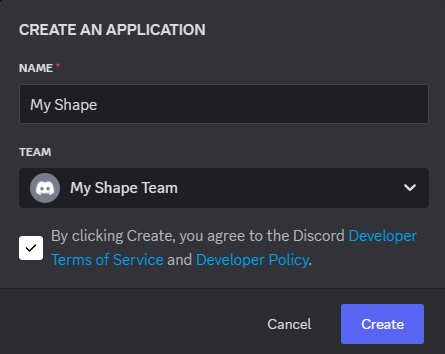 CREATE AN APPLICATION
NAME *
My Shape
TEAM
My Shape Team
By clicking Create, you agree to the Discord Developer
Terms of Service and Developer Policy.
Cancel
Create